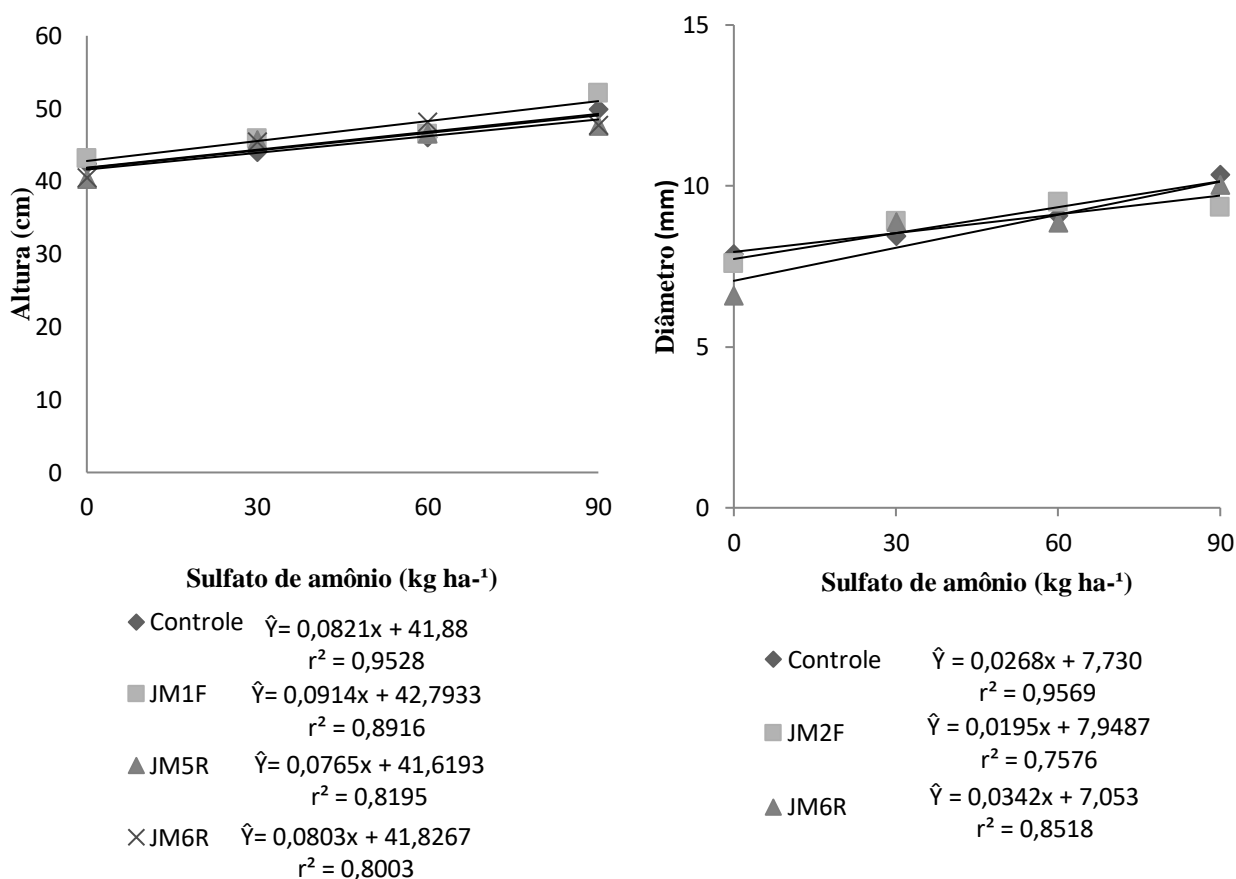 60
50
40
30
20
10
0
Altura (cm)
0 30 60 90
Sulfato de amônio (kg ha-¹)
Controle Ŷ= 0,0821x + 41,88
r² = 0,9528
JM1F Ŷ= 0,0914x + 42,7933
r² = 0,8916
JM5R Ŷ= 0,0765x + 41,6193
r² = 0,8195
JM6R Ŷ= 0,0803x + 41,8267
r² = 0,8003
15
10
5
0
Diâmetro (mm)
0 30 60 90
Sulfato de amônio (kg ha-¹)
Controle Ŷ = 0,0268x + 7,730
r² = 0,9569
JM2F Ŷ = 0,0195x + 7,9487
r² = 0,7576
JM6R Ŷ = 0,0342x + 7,053
r² = 0,8518